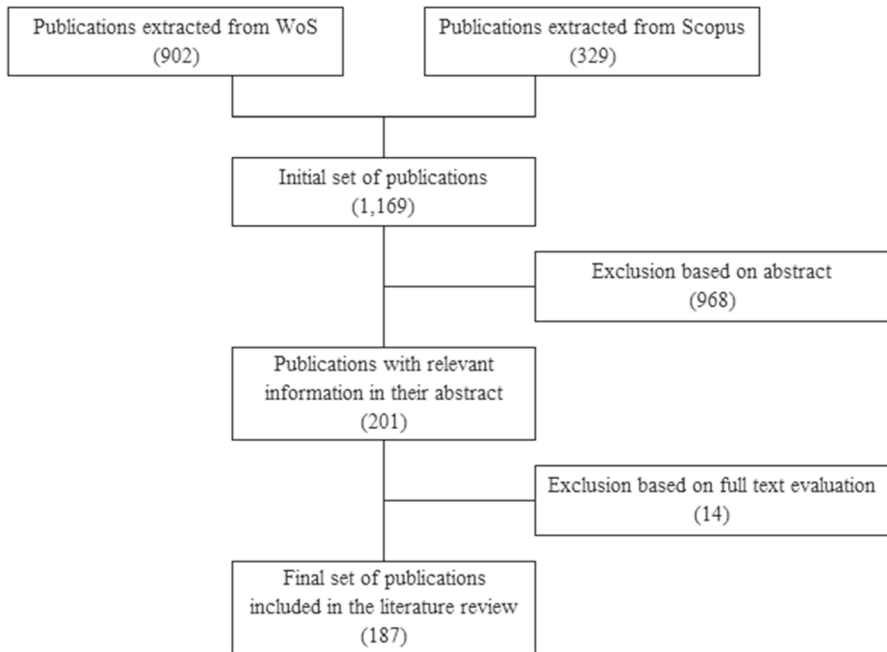 Publications extracted from WoS
(902)
Publications extracted from Scopus
(329)
Initial set of publications
(1,169)
Exclusion based on abstract
(968)
Publications with relevant
information in their abstract
(201)
Exclusion based on full text evaluation
(14)
Final set of publications
included in the literature review
(187)